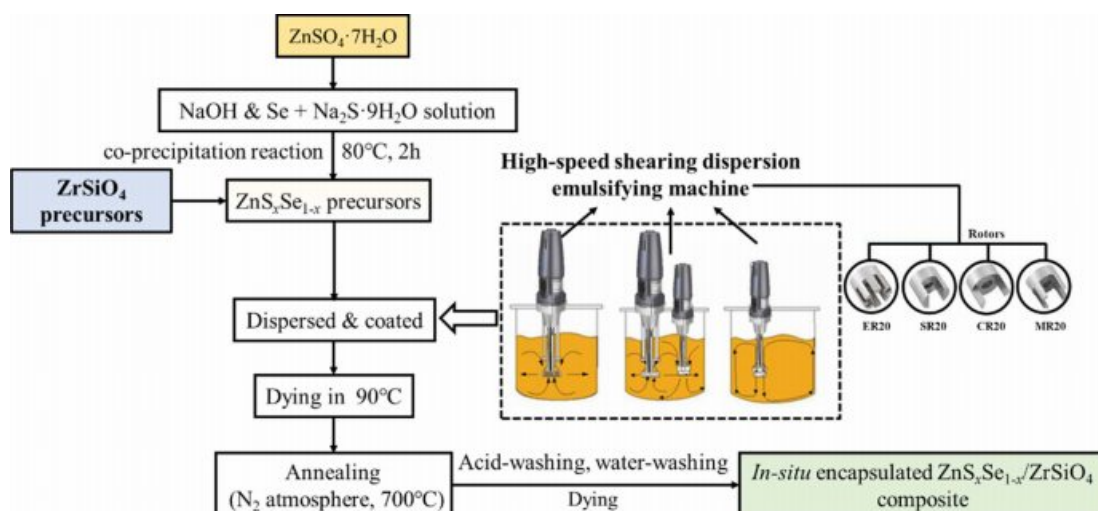 ZnSO₄·7H₂O
NaOH & Se + Na₂S·9H₂O solution
co-precipitation reaction
80℃, 2h
ZrSiO₄
precursors
ZnSₓSe₁₋ₓ precursors
High-speed shearing dispersion
emulsifying machine
Rotors
ER20
SR20
CR20
MR20
Dispersed & coated
Dying in 90℃
Annealing
(N₂ atmosphere, 700℃)
Acid-washing, water-washing
Dying
In-situ encapsulated ZnSₓSe₁₋ₓ/ZrSiO₄
composite